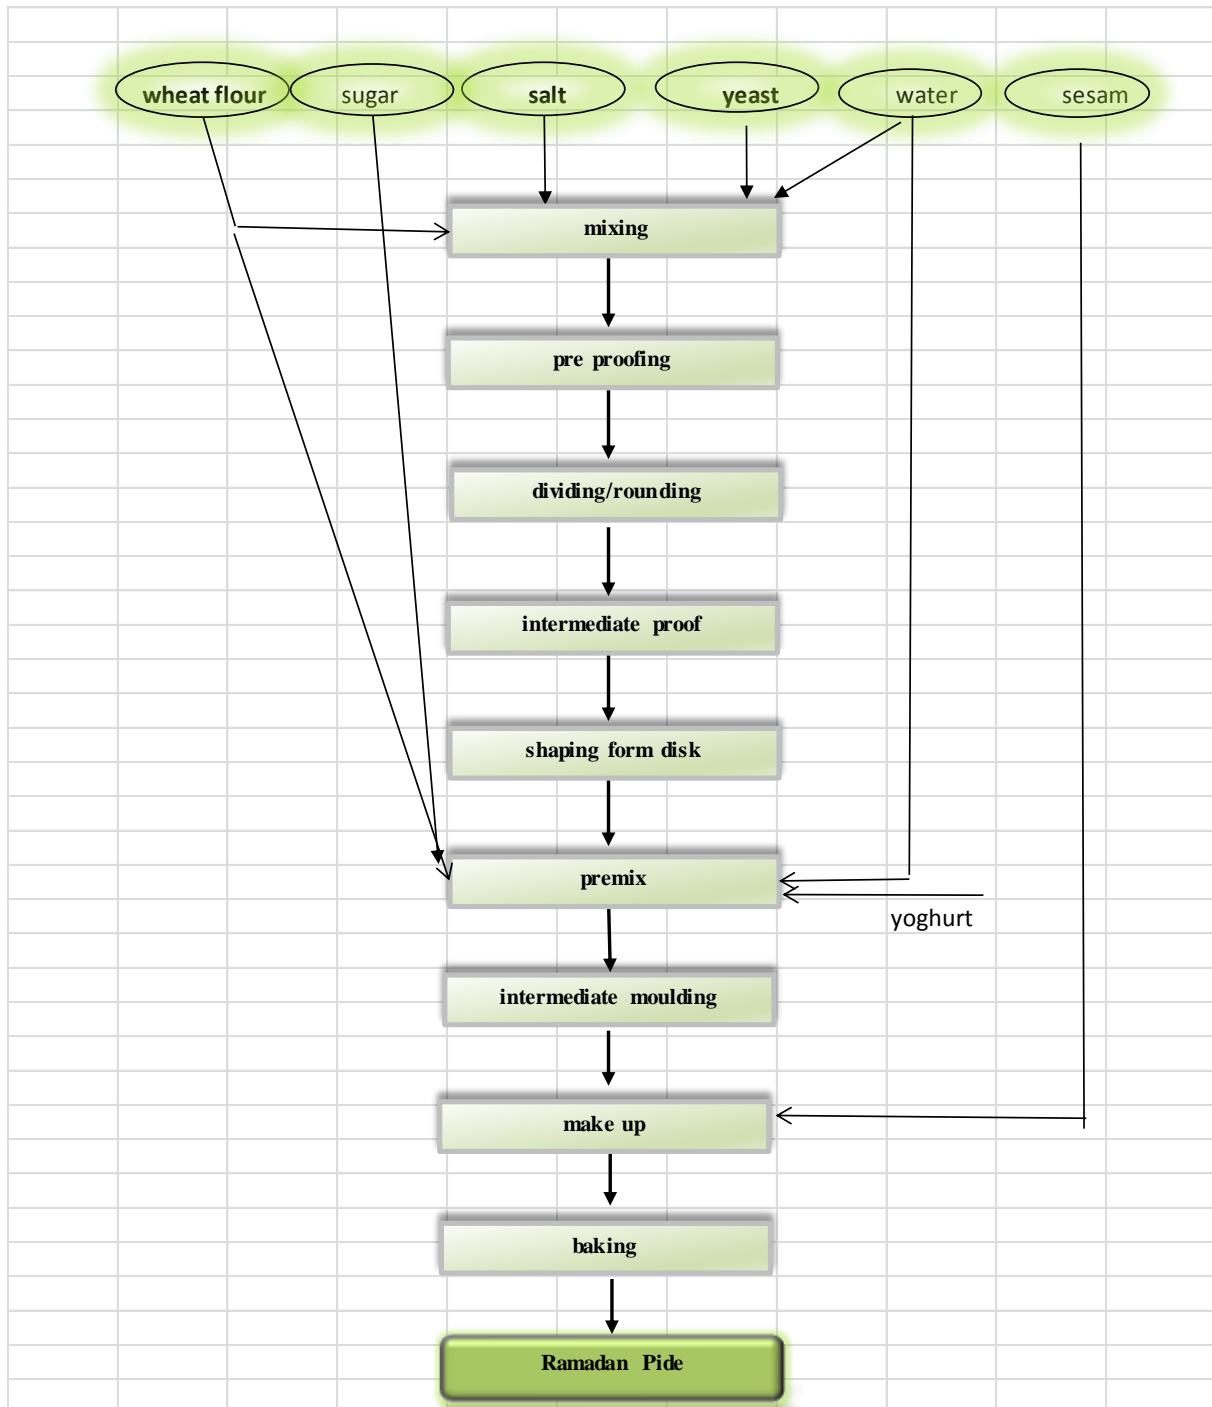 wheat flour
sugar
salt
yeast
water
sesam
mixing
pre proofing
dividing/rounding
intermediate proof
shaping form disk
premix
yoghurt
intermediate moulding
make up
baking
Ramadan Pide